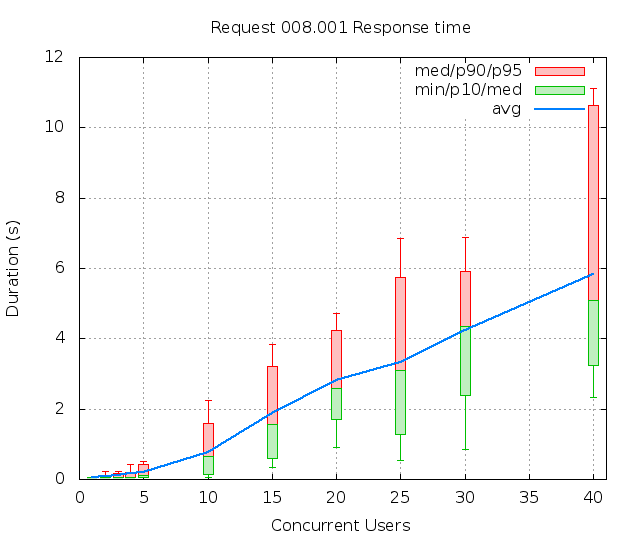 Request 008.001 Response time
12
10
8
6
4
2
0
Duration (s)
med/p90/p95
min/p10/med
avg
0 5 10 15 20 25 30 35 40
Concurrent Users